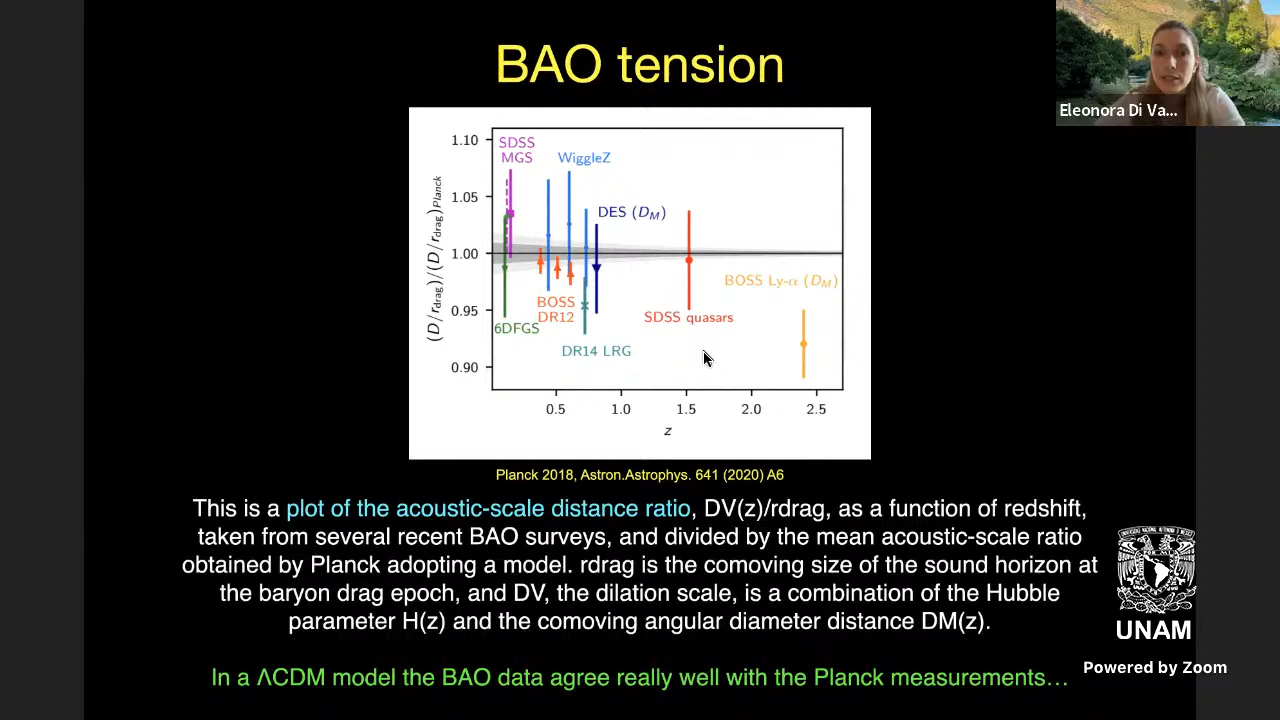 BAO tension
Eleonora Di Va...
SDSS
MGS
WiggleZ
DES (D_M)
BOSS Ly-α (D_M)
BOSS
DR12
SDSS quasars
6DFGS
DR14 LRG
1.10
1.05
1.00
0.95
0.90
(D/r_drag)/(D/r_drag)_Planck
0.5 1.0 1.5 2.0 2.5
z
Planck 2018, Astron.Astrophys. 641 (2020) A6
This is a plot of the acoustic-scale distance ratio, DV(z)/rdrag, as a function of redshift,
taken from several recent BAO surveys, and divided by the mean acoustic-scale ratio
obtained by Planck adopting a model. rdrag is the comoving size of the sound horizon at
the baryon drag epoch, and DV, the dilation scale, is a combination of the Hubble
parameter H(z) and the comoving angular diameter distance DM(z).
In a ΛCDM model the BAO data agree really well with the Planck measurements…
UNAM
Powered by Zoom